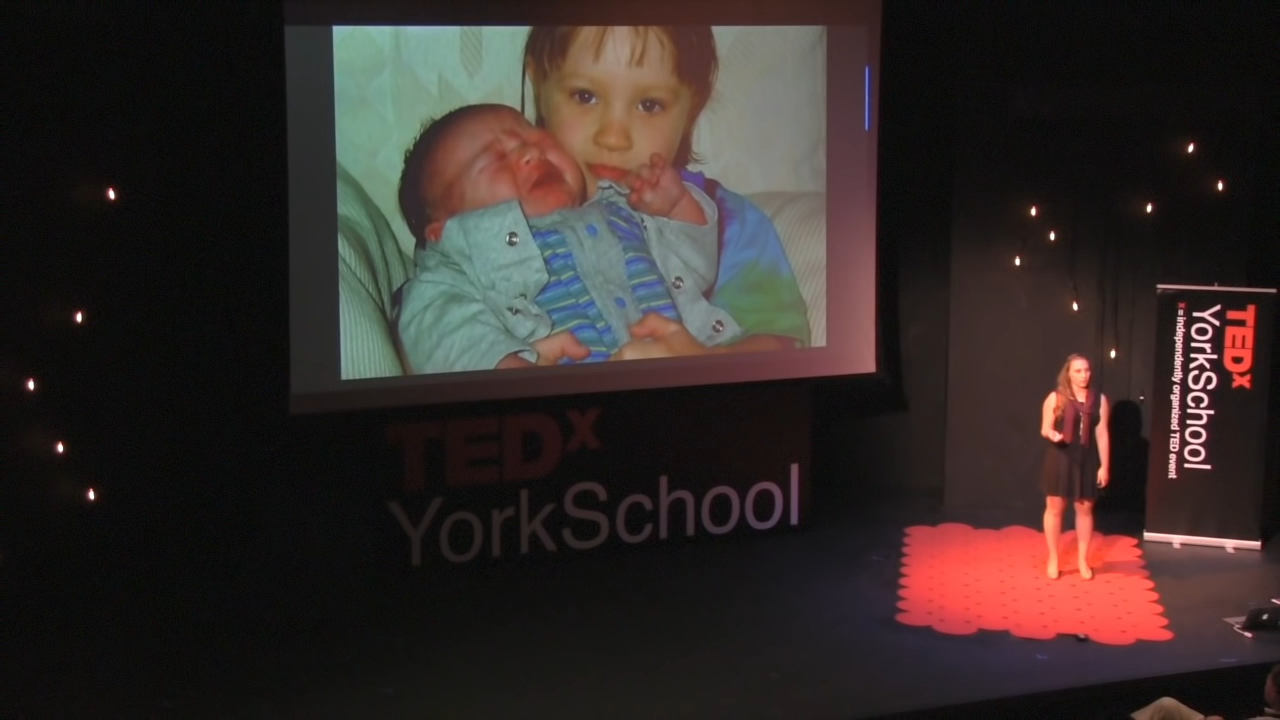 TEDx
YorkSchool
TEDx
YorkSchool
x = independently organized TED event